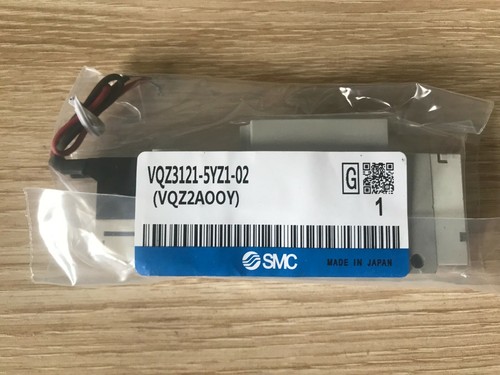 VQZ3121-5YZ1-02
(VQZ2A00Y)
G
1
SMC
MADE IN JAPAN